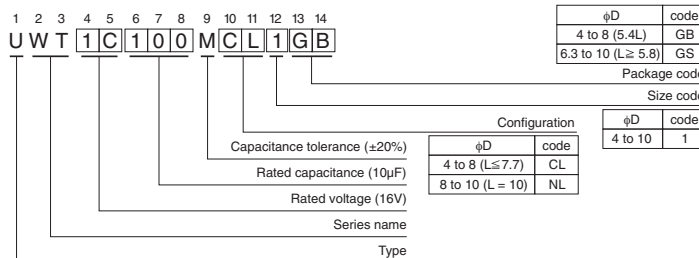 1 2 3 4 5 6 7 8 9 10 11 12 13 14
U W T 1 C 1 0 0 M C L 1 G B
φD code
4 to 8 (5.4L) GB
6.3 to 10 (L≧ 5.8) GS
Package code
Size code
φD code
4 to 10 1
Configuration
φD code
4 to 8 (L≦7.7) CL
8 to 10 (L = 10) NL
Capacitance tolerance (±20%)
Rated capacitance (10µF)
Rated voltage (16V)
Series name
Type